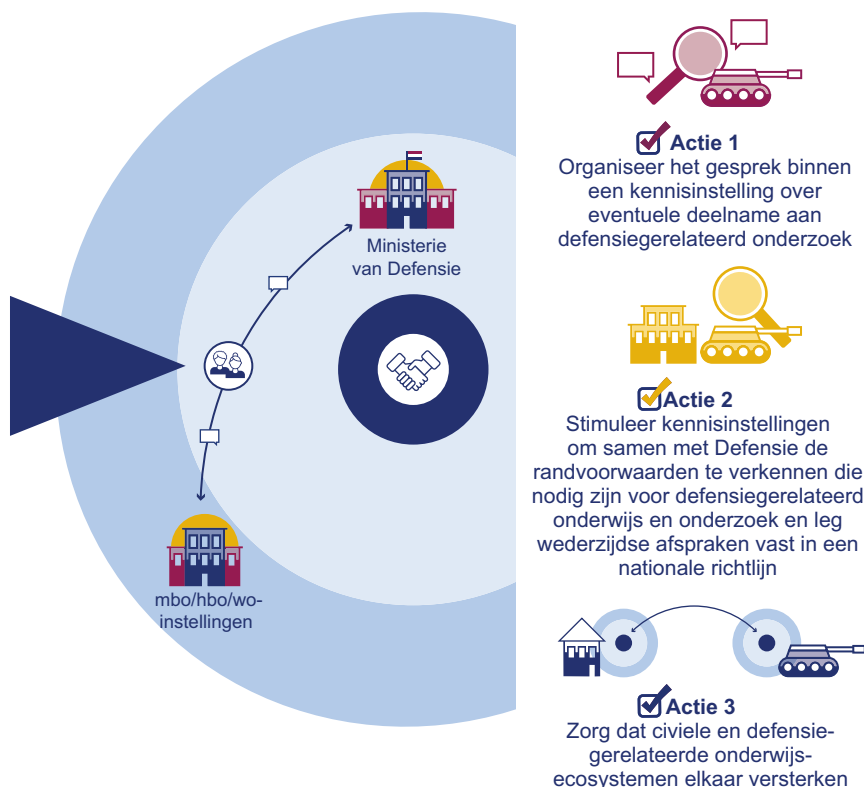 Ministerie
van Defensie
mbo/hbo/wo-
instellingen
Actie 1
Organiseer het gesprek binnen
een kennisinstelling over
eventuele deelname aan
defensiegerelateerd onderzoek
Actie 2
Stimuleer kennisinstellingen
om samen met Defensie de
randvoorwaarden te verkennen die
nodig zijn voor defensiegerelateerd
onderwijs en onderzoek en leg
wederzijdse afspraken vast in een
nationale richtlijn
Actie 3
Zorg dat civiele en defensie-
gerelateerde onderwijs-
ecosystemen elkaar versterken